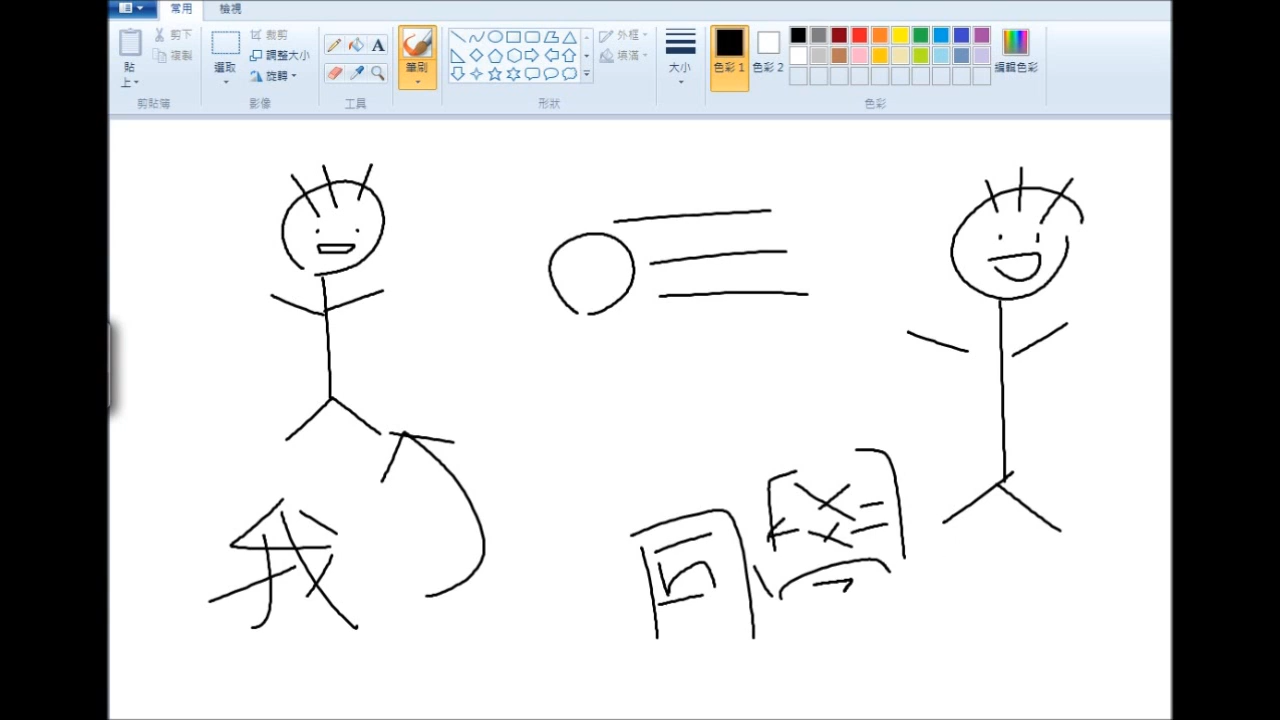 常用 檢視
剪下
複製
貼上
剪貼簿
選取
裁剪
調整大小
旋轉
影像
A
工具
筆刷
外框
填滿
形狀
大小
色彩 1
色彩 2
編輯色彩
色彩
我
同學